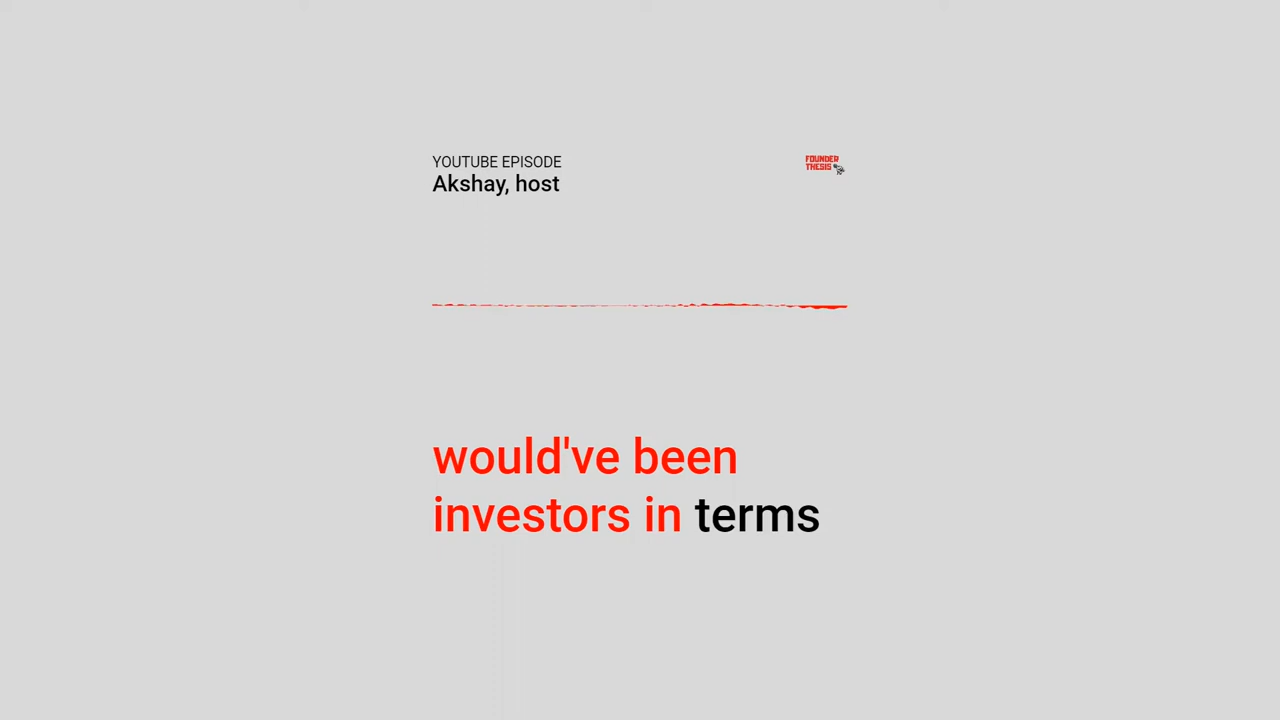 YOUTUBE EPISODE
Akshay, host
FOUNDER
THESIS
would've been
investors in terms